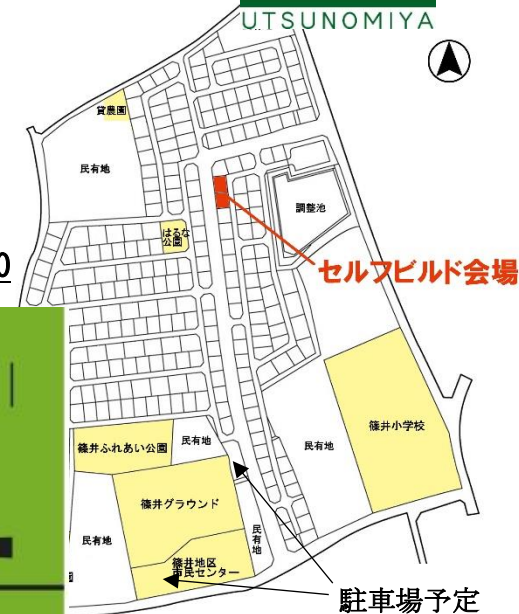 UTSUNOMIYA
貸農園
民有地
はるな
公園
調整池
セルフビルド会場
篠井小学校
民有地
篠井ふれあい公園
民有地
篠井グラウンド
民有地
民有地
篠井地区
市民センター
駐車場予定